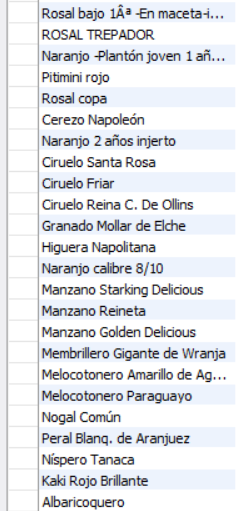 Rosal bajo 1Âª -En maceta-i...
ROSAL TREPADOR
Naranjo -Plantón joven 1 añ...
Pitimini rojo
Rosal copa
Cerezo Napoleón
Naranjo 2 años injerto
Ciruelo Santa Rosa
Ciruelo Friar
Ciruelo Reina C. De Ollins
Granado Mollar de Elche
Higuera Napolitana
Naranjo calibre 8/10
Manzano Starking Delicious
Manzano Reineta
Manzano Golden Delicious
Membrillero Gigante de Wranja
Melocotonero Amarillo de Ag...
Melocotonero Paraguayo
Nogal Común
Peral Blanq. de Aranjuez
Níspero Tanaca
Kaki Rojo Brillante
Albaricoquero